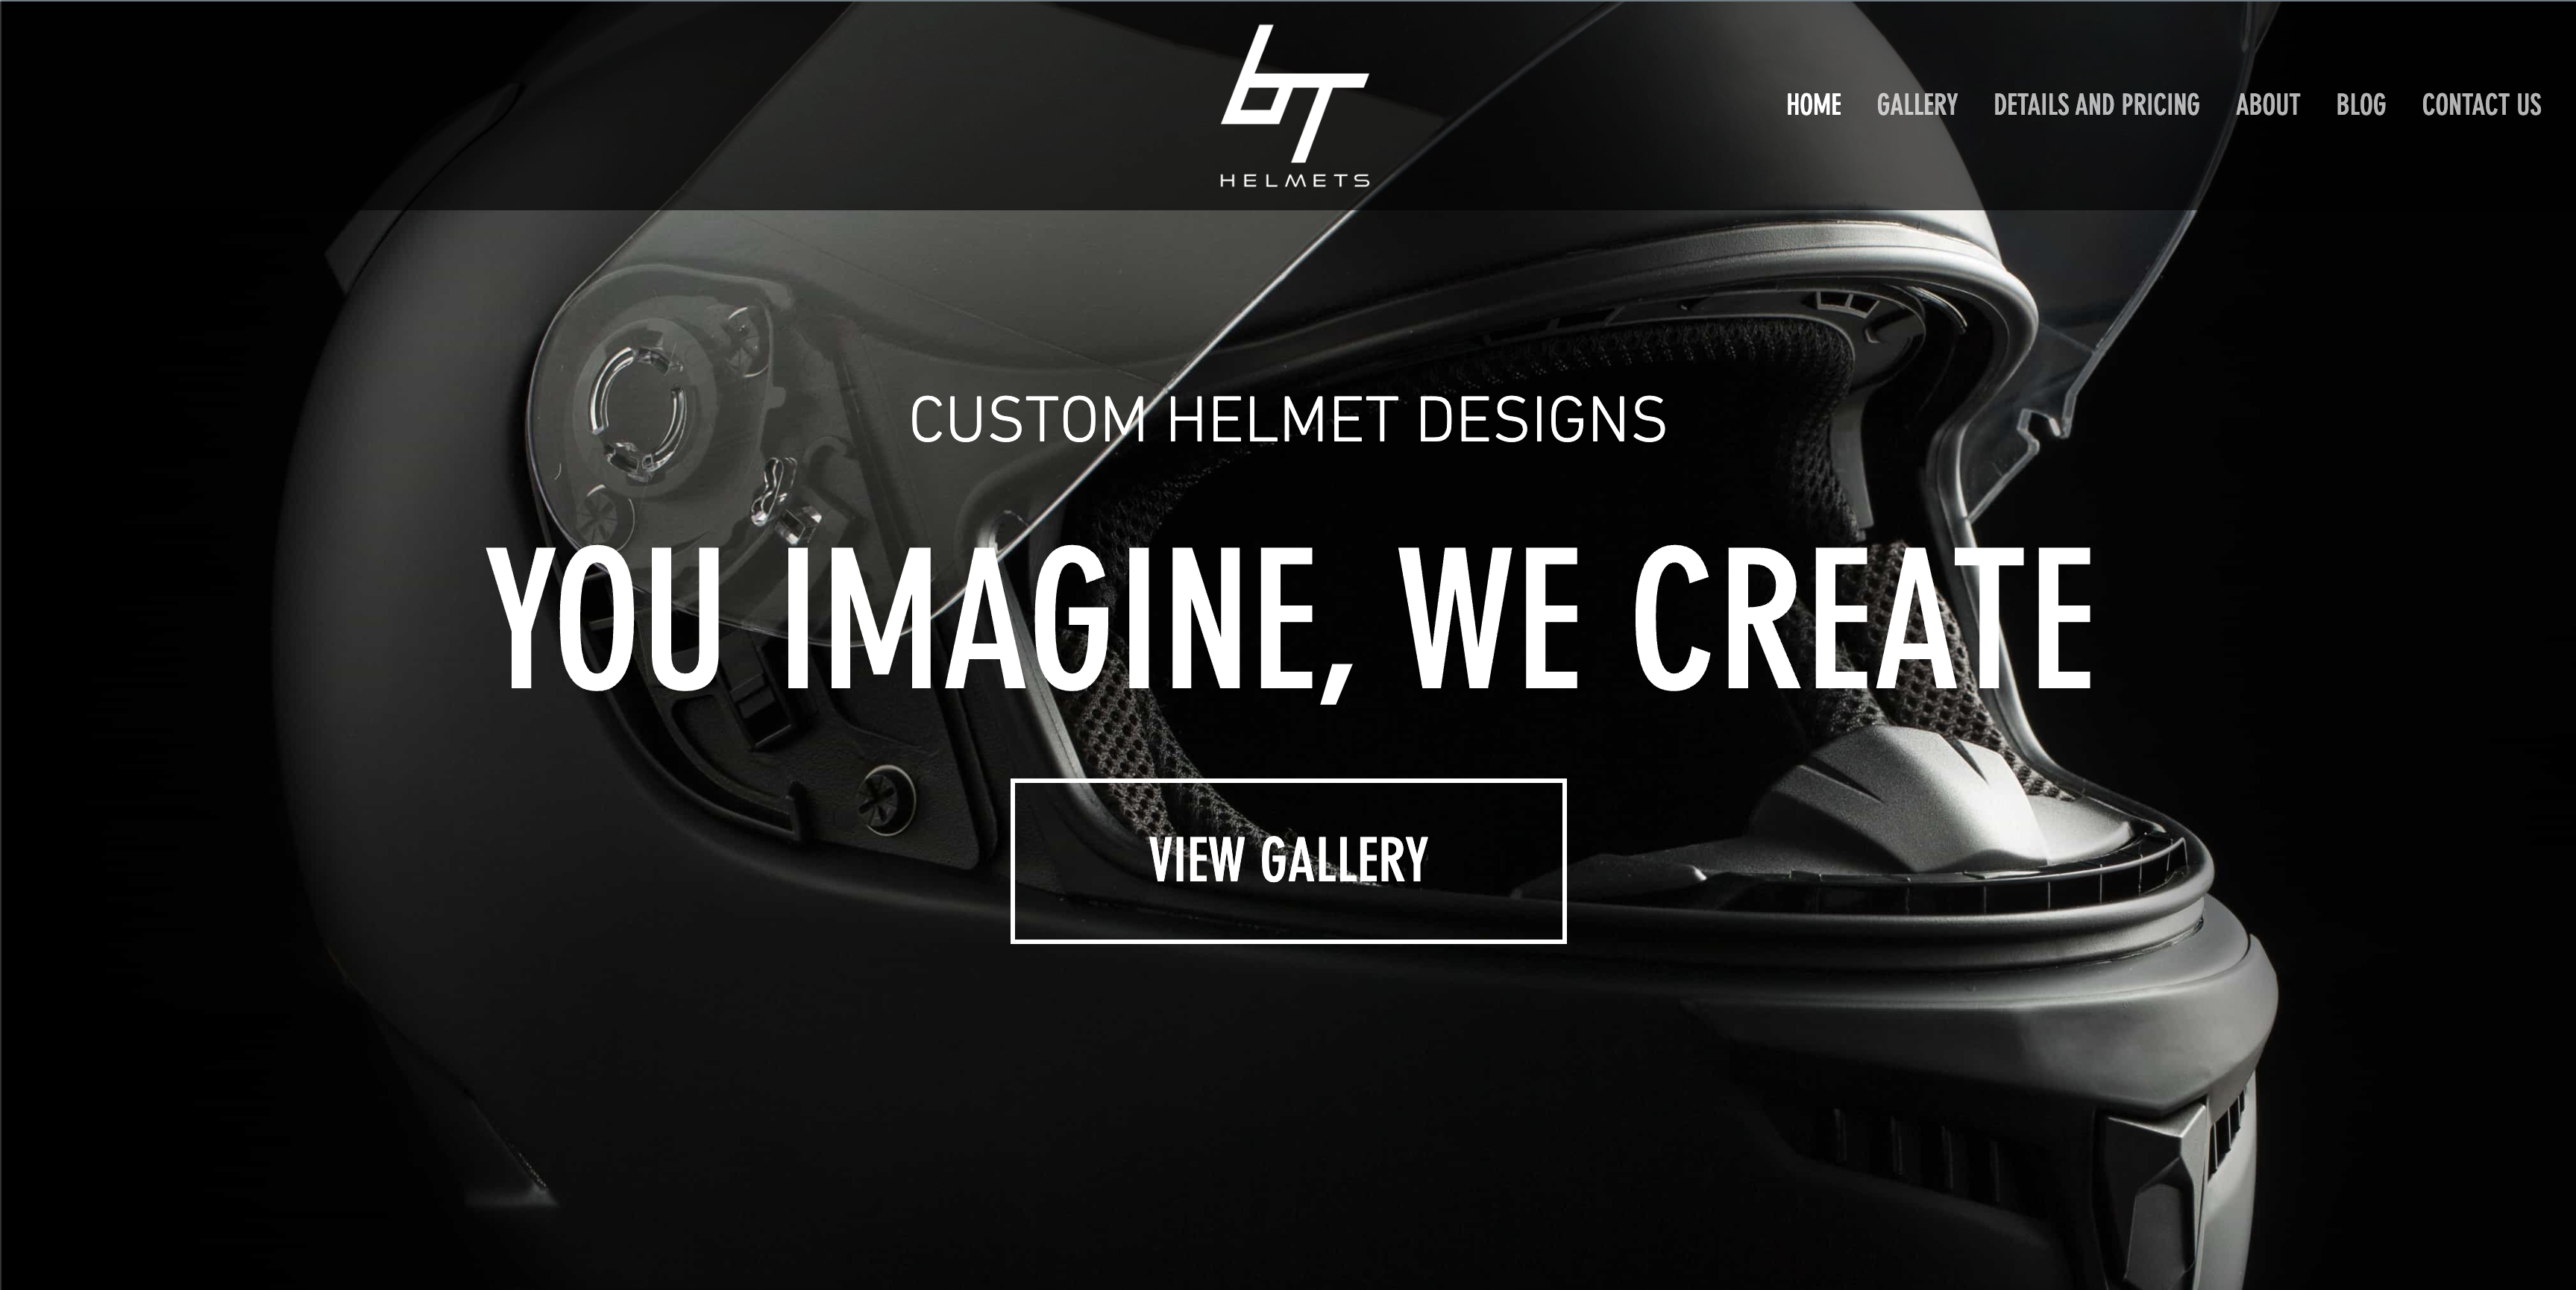 bT
HELMETS
HOME GALLERY DETAILS AND PRICING ABOUT BLOG CONTACT US
CUSTOM HELMET DESIGNS
YOU IMAGINE, WE CREATE
VIEW GALLERY